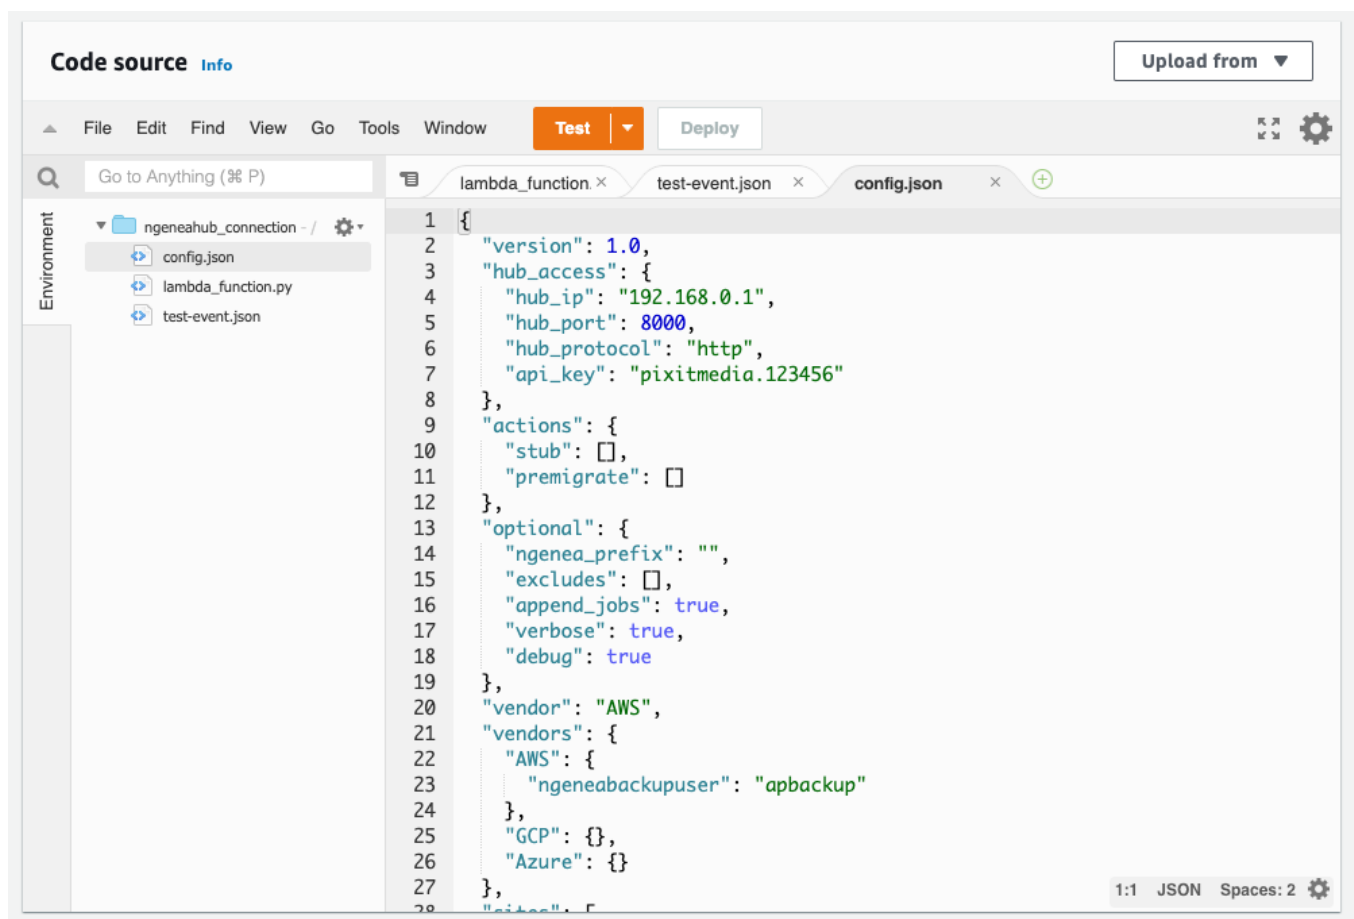 Code source Info
Upload from ▼
File Edit Find View Go Tools Window Test Deploy
Go to Anything (⌘ P)
lambda_function. × test-event.json × config.json ×
Environment
ngeneahub_connection - /
config.json
lambda_function.py
test-event.json
1 {
2 "version": 1.0,
3 "hub_access": {
4 "hub_ip": "192.168.0.1",
5 "hub_port": 8000,
6 "hub_protocol": "http",
7 "api_key": "pixitmedia.123456"
8 },
9 "actions": {
10 "stub": [],
11 "premigrate": []
12 },
13 "optional": {
14 "ngenea_prefix": "",
15 "excludes": [],
16 "append_jobs": true,
17 "verbose": true,
18 "debug": true
19 },
20 "vendor": "AWS",
21 "vendors": {
22 "AWS": {
23 "ngeneabackupuser": "apbackup"
24 },
25 "GCP": {},
26 "Azure": {}
27 },
28 "sites": [
1:1 JSON Spaces: 2